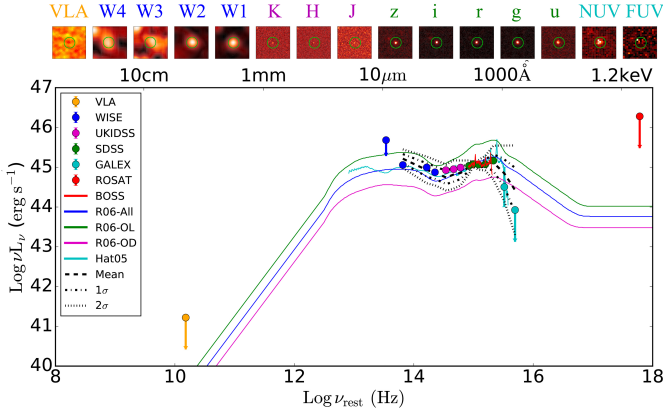 VLA W4 W3 W2 W1 K H J z i r g u NUV FUV
10cm 1mm 10μm 1000Å 1.2keV
47
46
45
44
43
42
41
40
Log νLν (erg s⁻¹)
VLA
WISE
UKIDSS
SDSS
GALEX
ROSAT
BOSS
R06-All
R06-OL
R06-OD
Hat05
Mean
1σ
2σ
8 10 12 14 16 18
Log νrest (Hz)